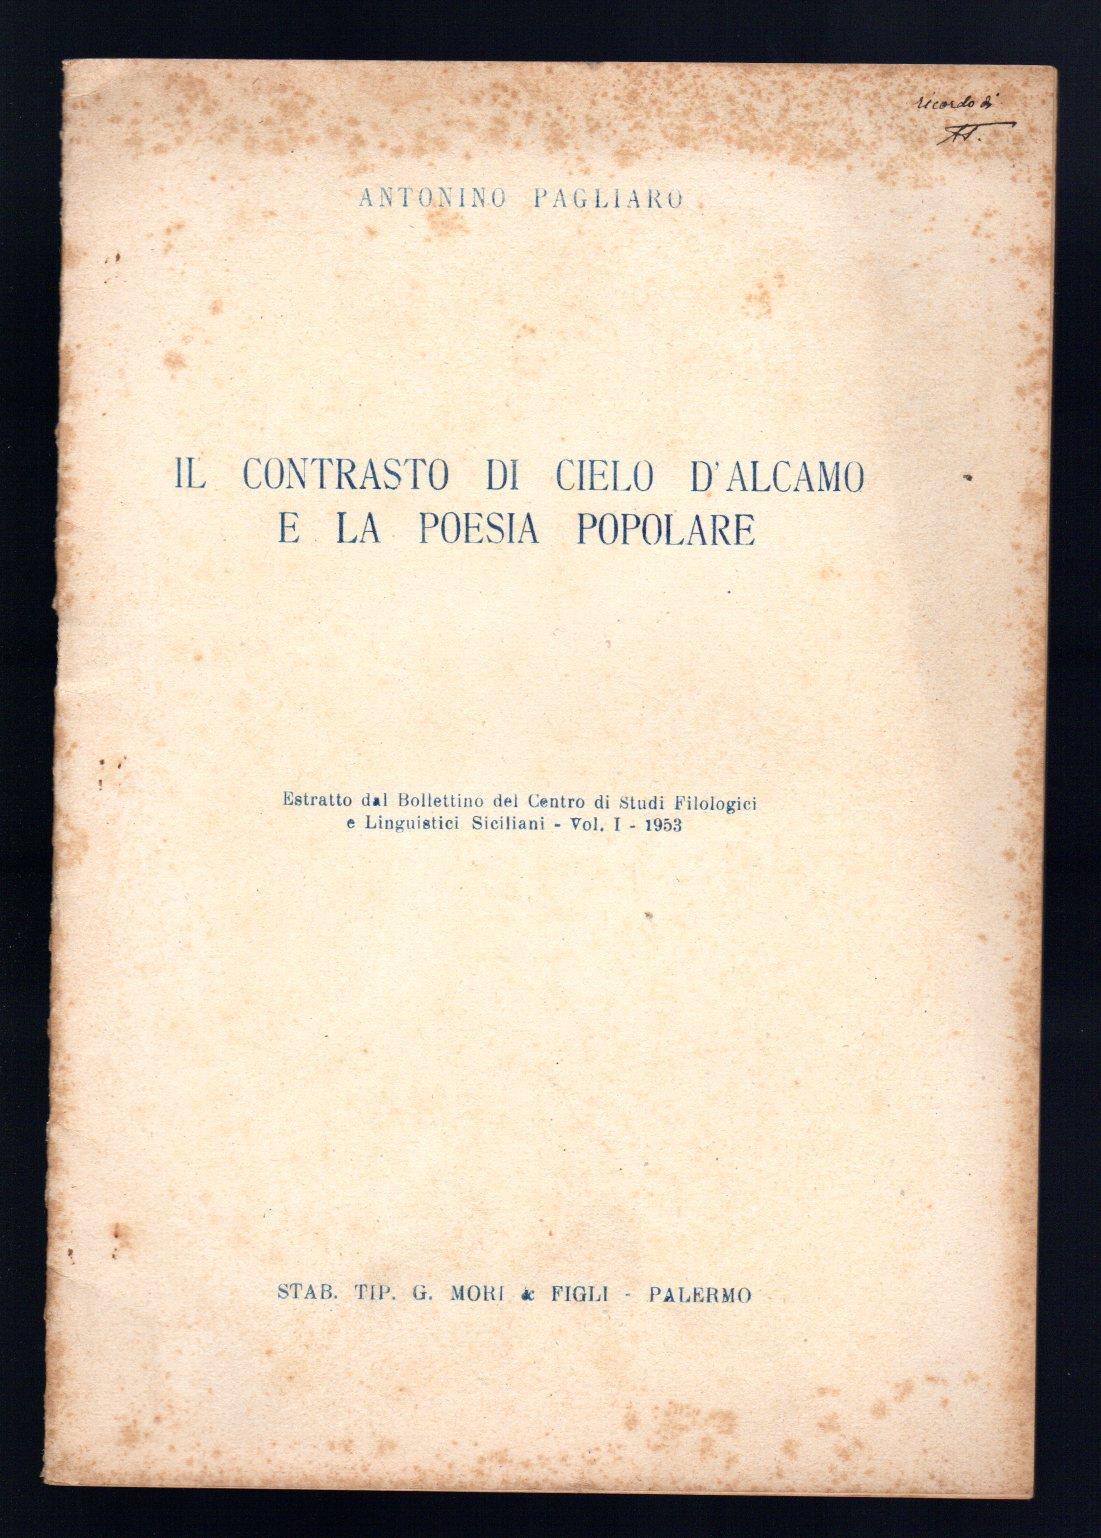 ricordo di
ANTONINO PAGLIARO
IL CONTRASTO DI CIELO D'ALCAMO
E LA POESIA POPOLARE
Estratto dal Bollettino del Centro di Studi Filologici
e Linguistici Siciliani - Vol. I - 1953
STAB. TIP. G. MORI & FIGLI - PALERMO